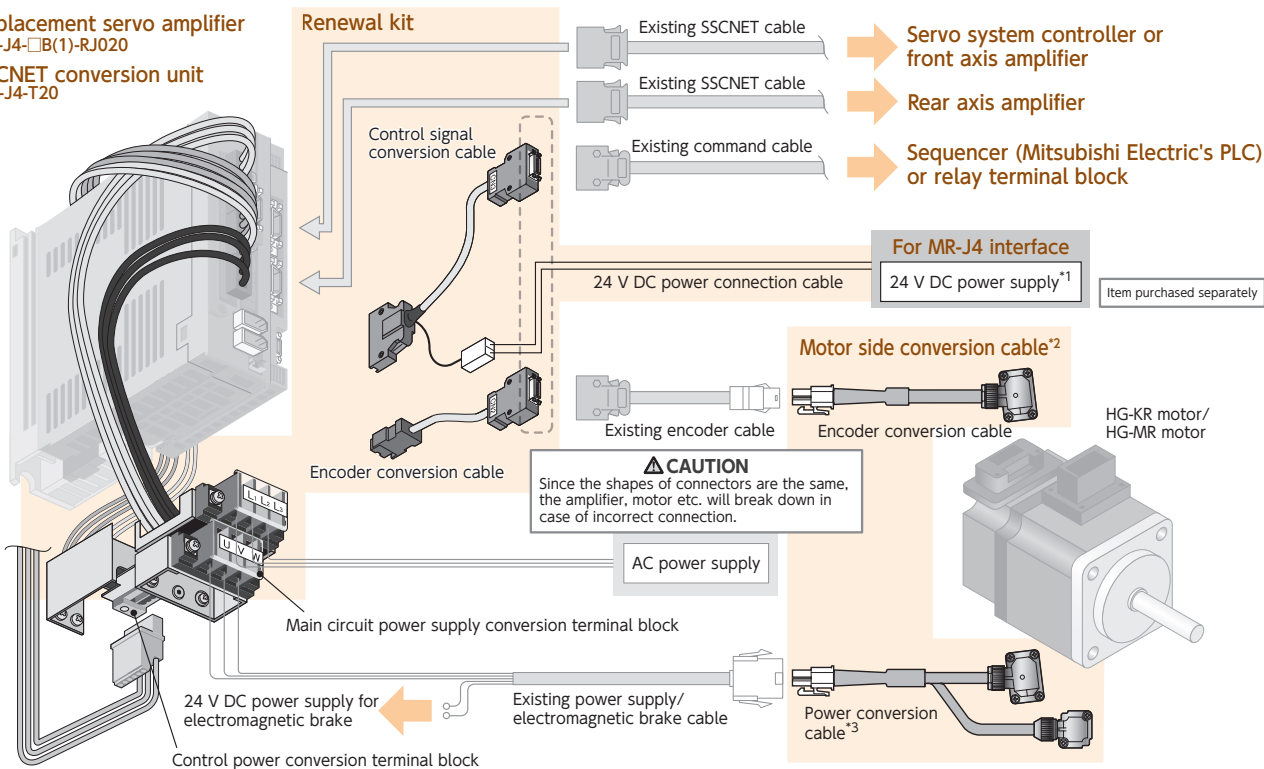 placement servo amplifier
-J4-□B(1)-RJ020
CNET conversion unit
-J4-T20
Renewal kit
Existing SSCNET cable
Servo system controller or
front axis amplifier
Existing SSCNET cable
Rear axis amplifier
Control signal
conversion cable
Existing command cable
Sequencer (Mitsubishi Electric's PLC)
or relay terminal block
For MR-J4 interface
24 V DC power connection cable
24 V DC power supply*1
Item purchased separately
Motor side conversion cable*2
Existing encoder cable
Encoder conversion cable
HG-KR motor/
HG-MR motor
Encoder conversion cable
⚠CAUTION
Since the shapes of connectors are the same,
the amplifier, motor etc. will break down in
case of incorrect connection.
L1 L2 L3
U V W
AC power supply
Main circuit power supply conversion terminal block
24 V DC power supply for
electromagnetic brake
Existing power supply/
electromagnetic brake cable
Power conversion
cable*3
Control power conversion terminal block